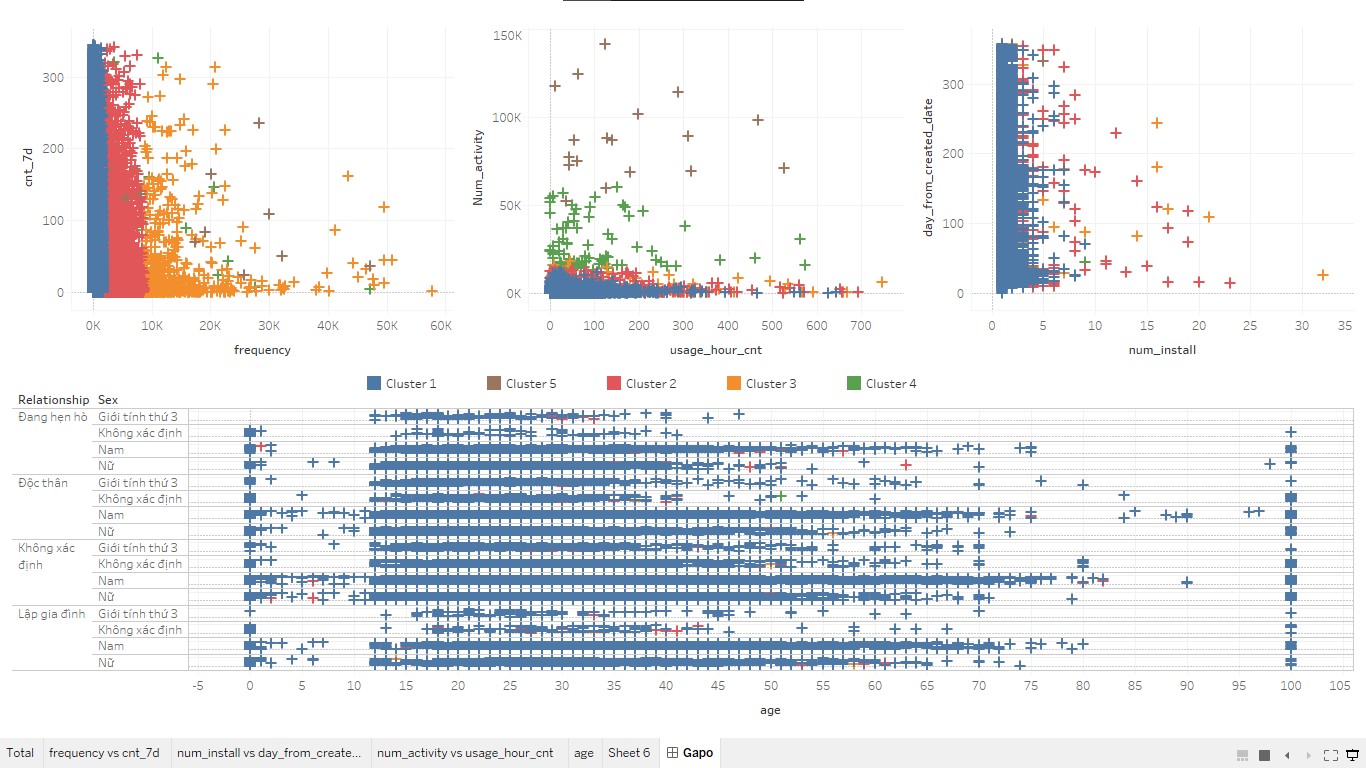 300
200
100
0
cnt_7d
0K 10K 20K 30K 40K 50K 60K
frequency
150K
100K
50K
0K
Num_activity
0 100 200 300 400 500 600 700
usage_hour_cnt
300
200
100
0
day_from_created_date
0 5 10 15 20 25 30 35
num_install
Cluster 1 Cluster 5 Cluster 2 Cluster 3 Cluster 4
Relationship Sex
Đang hẹn hò Giới tính thứ 3
Không xác định
Nam
Nữ
Độc thân Giới tính thứ 3
Không xác định
Nam
Nữ
Không xác Giới tính thứ 3
định Không xác định
Nam
Nữ
Lập gia đình Giới tính thứ 3
Không xác định
Nam
Nữ
-5 0 5 10 15 20 25 30 35 40 45 50 55 60 65 70 75 80 85 90 95 100 105
age
Total frequency vs cnt_7d num_install vs day_from_create... num_activity vs usage_hour_cnt age Sheet 6 Gapo